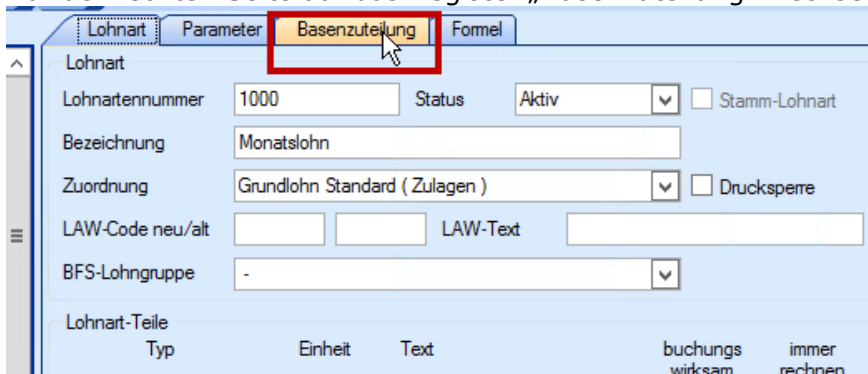 Lohnart Parameter Basenzuteilung Formel
Lohnart
Lohnartennummer 1000 Status Aktiv Stamm-Lohnart
Bezeichnung Monatslohn
Zuordnung Grundlohn Standard ( Zulagen ) Drucksperre
LAW-Code neu/alt LAW-Text
BFS-Lohngruppe -
Lohnart-Teile
Typ Einheit Text buchungs immer
wirksam rechnen